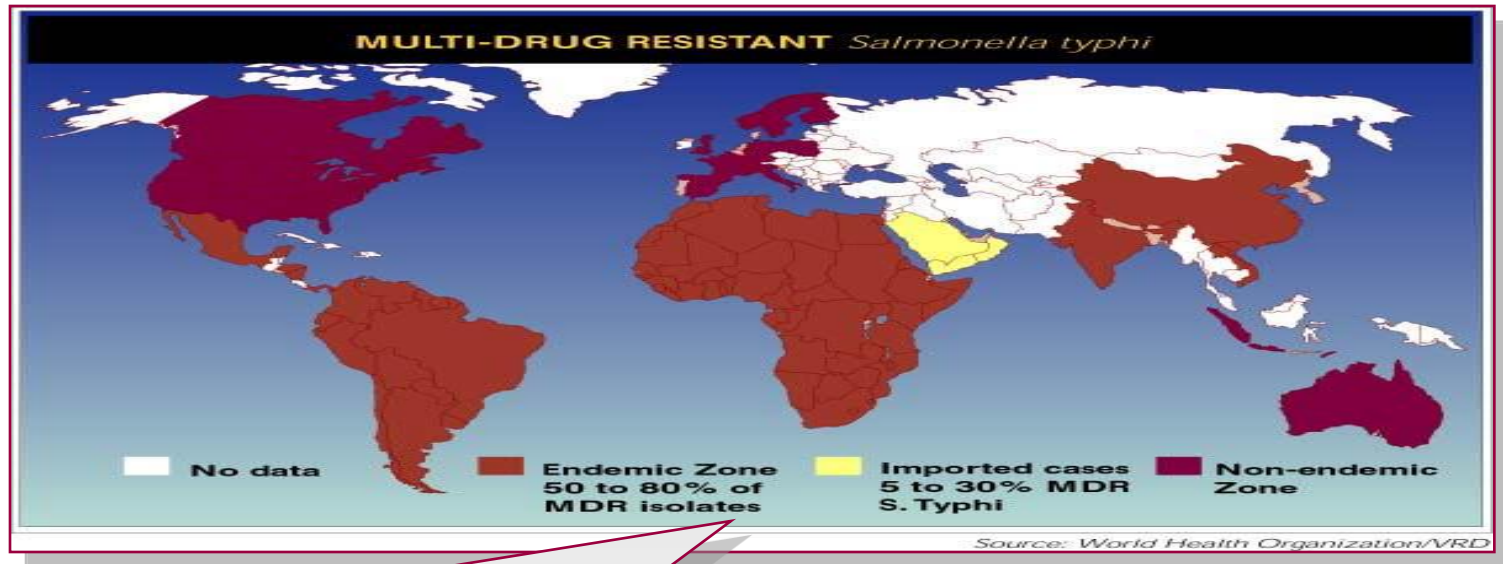 MULTI-DRUG RESISTANT Salmonella typhi
No data
Endemic Zone
50 to 80% of
MDR isolates
Imported cases
5 to 30% MDR
S. Typhi
Non-endemic
Zone
Source: World Health Organization/VRD